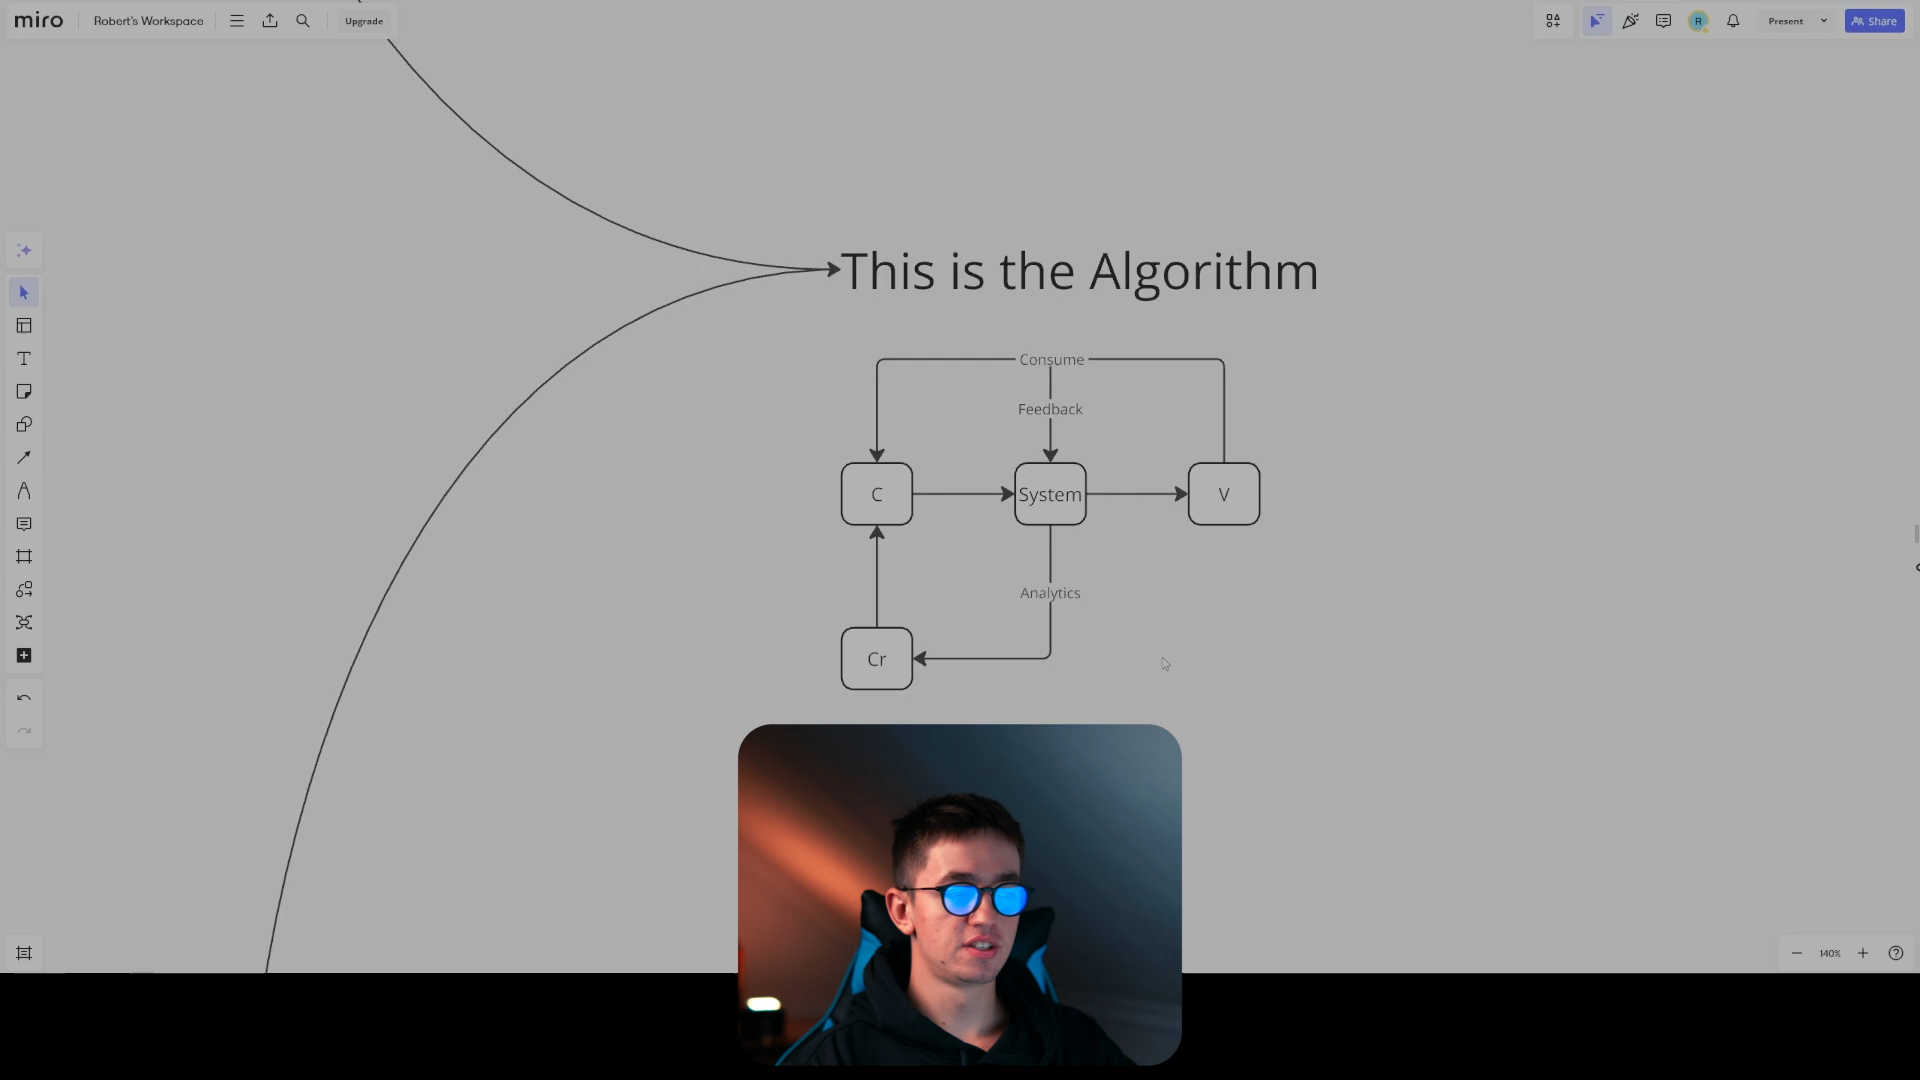 miro
Robert's Workspace
Upgrade
R
Present
Share
This is the Algorithm
Consume
Feedback
C
System
V
Analytics
Cr
140%